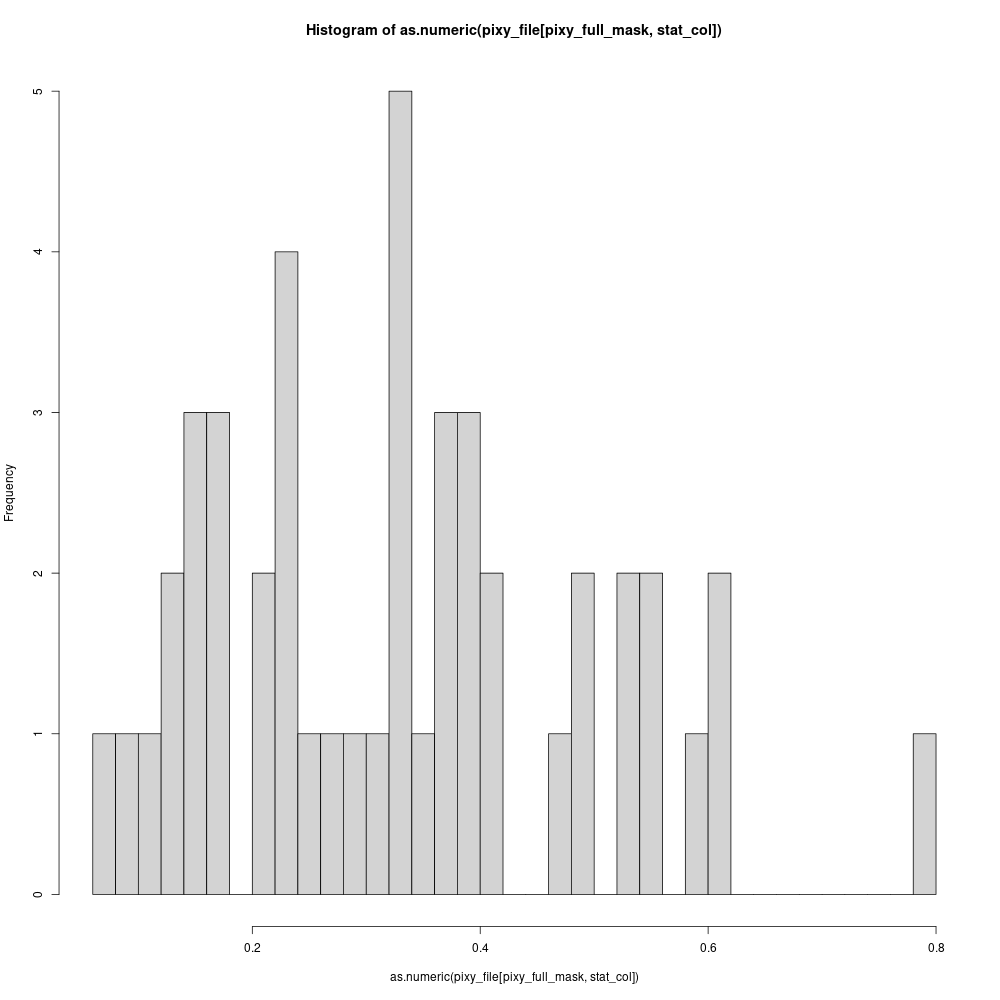 Histogram of as.numeric(pixy_file[pixy_full_mask, stat_col])
5
4
3
2
1
0
Frequency
0.2 0.4 0.6 0.8
as.numeric(pixy_file[pixy_full_mask, stat_col])